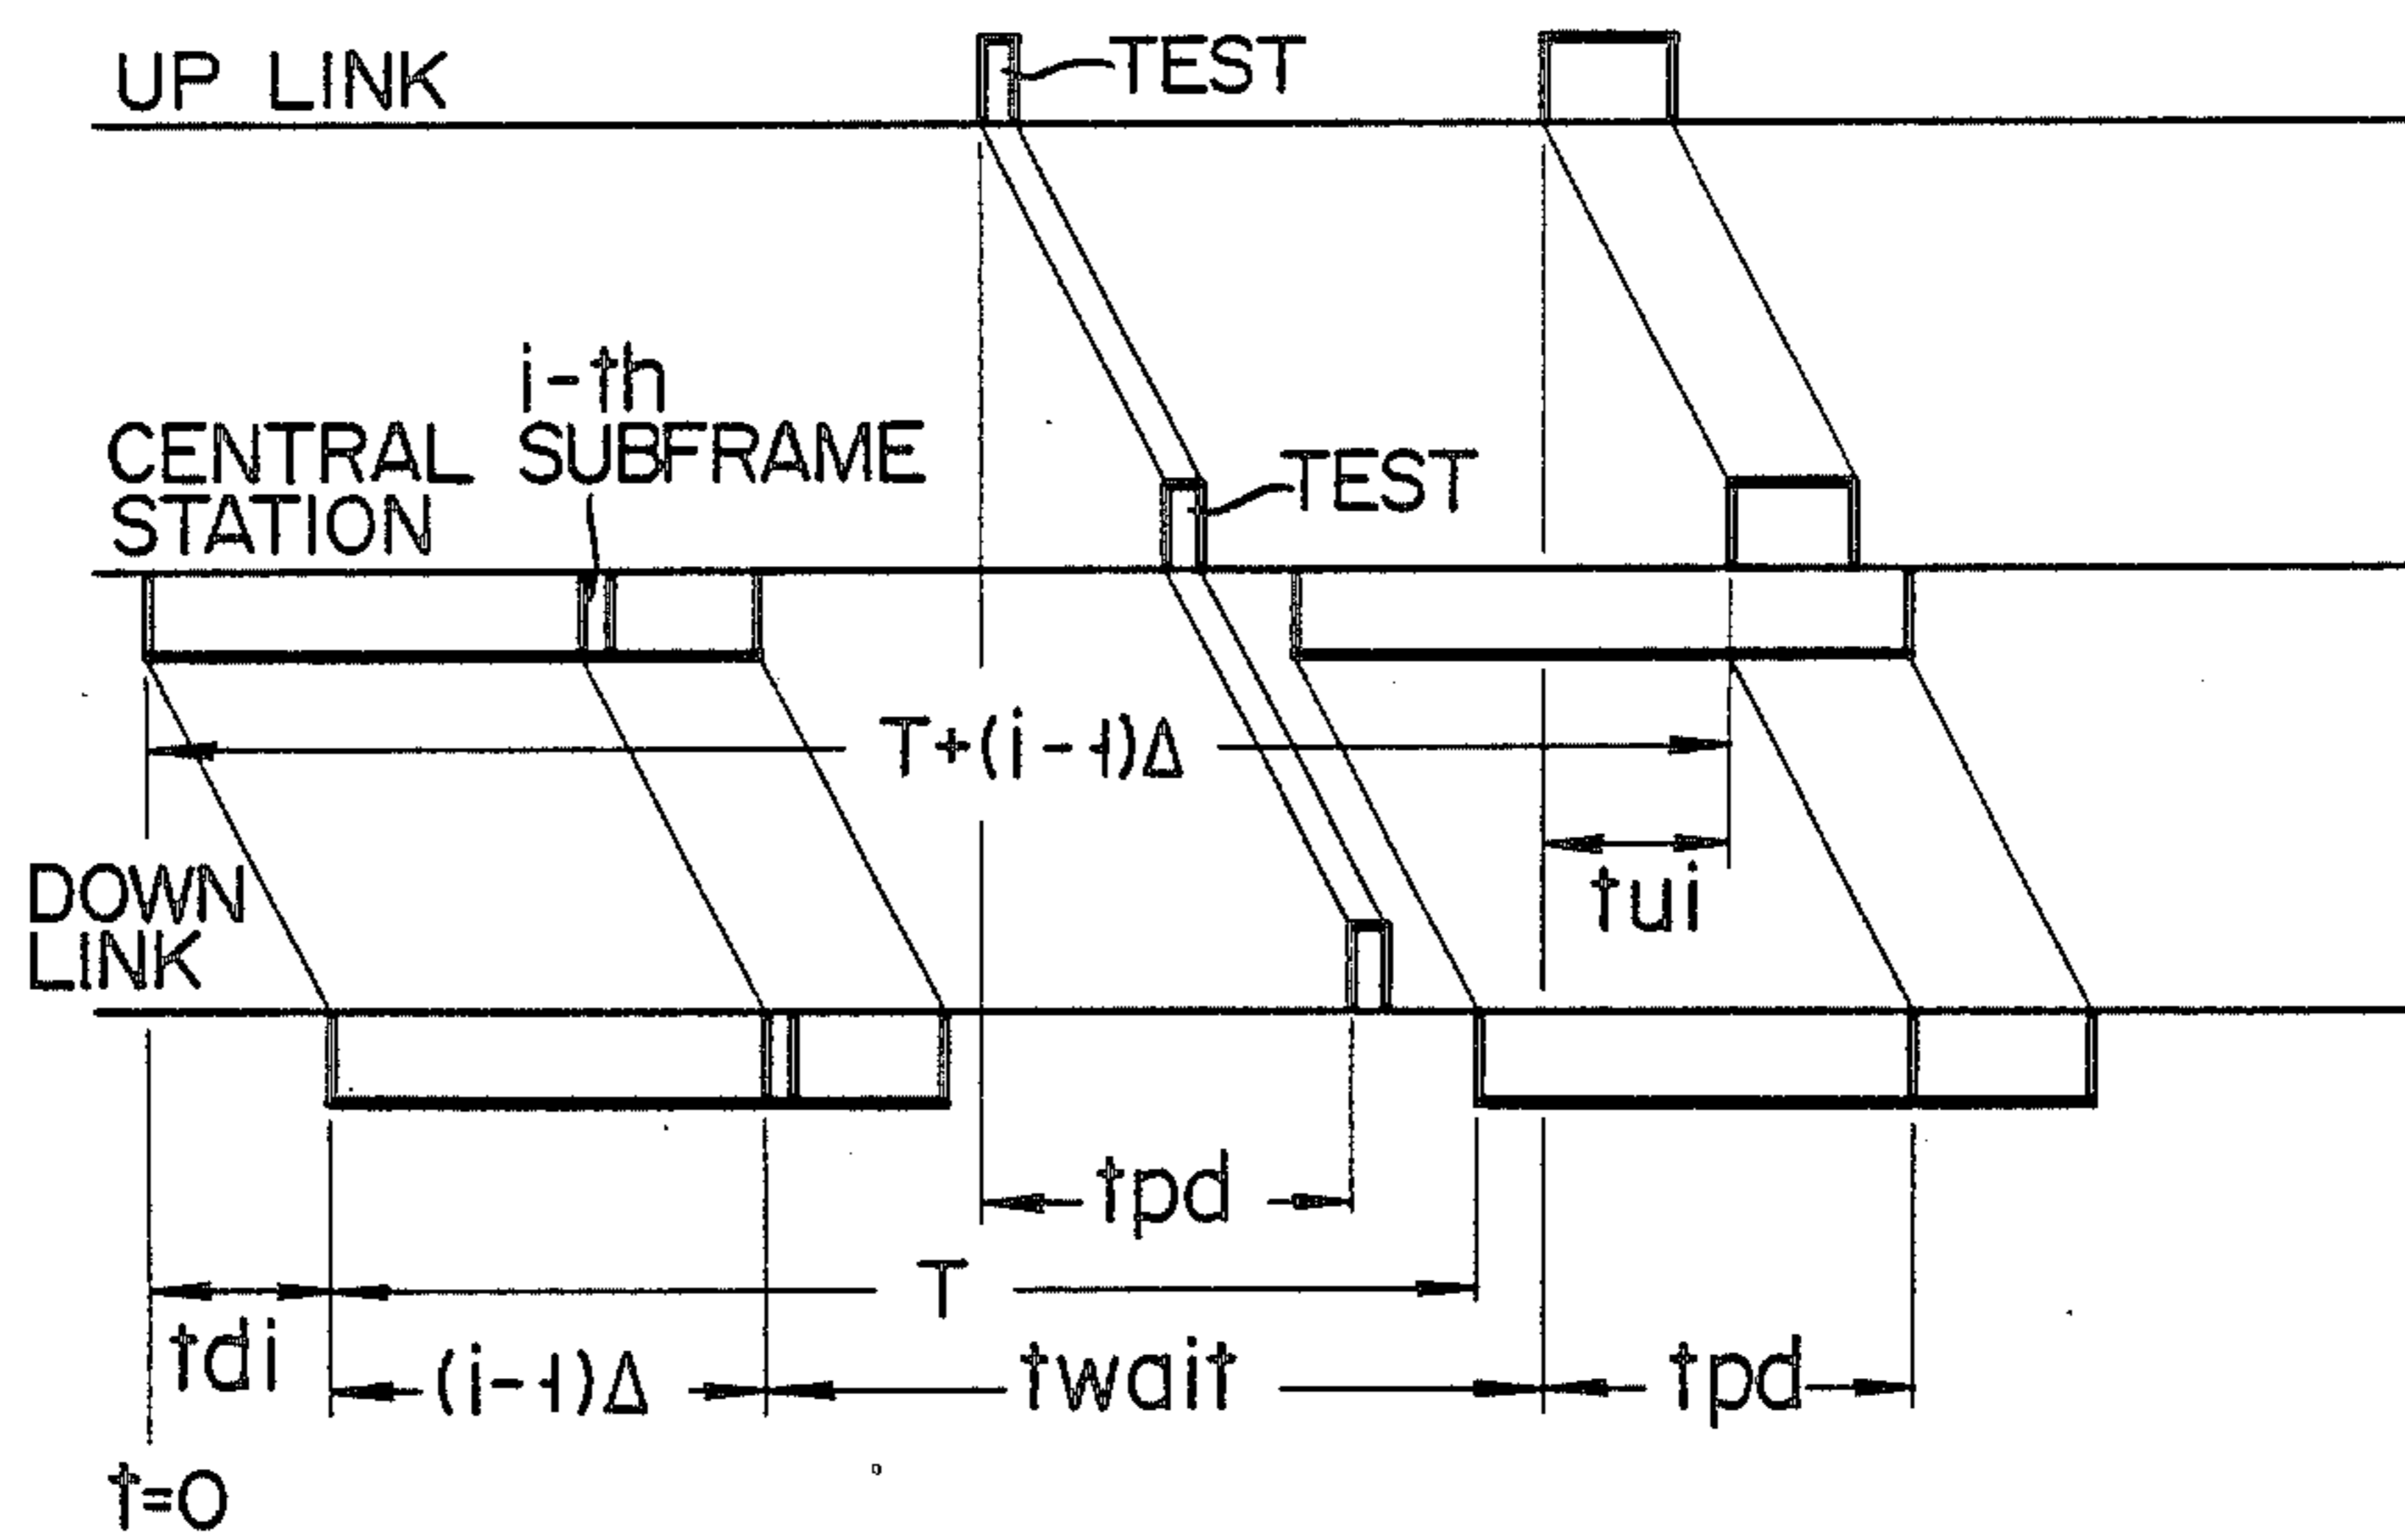 UP LINK
TEST
i-th
SUBFRAME
CENTRAL
STATION
TEST
T+(i-1)Δ
tui
DOWN
LINK
tpd
T
tdi
(i-1)Δ
twait
tpd
t=0